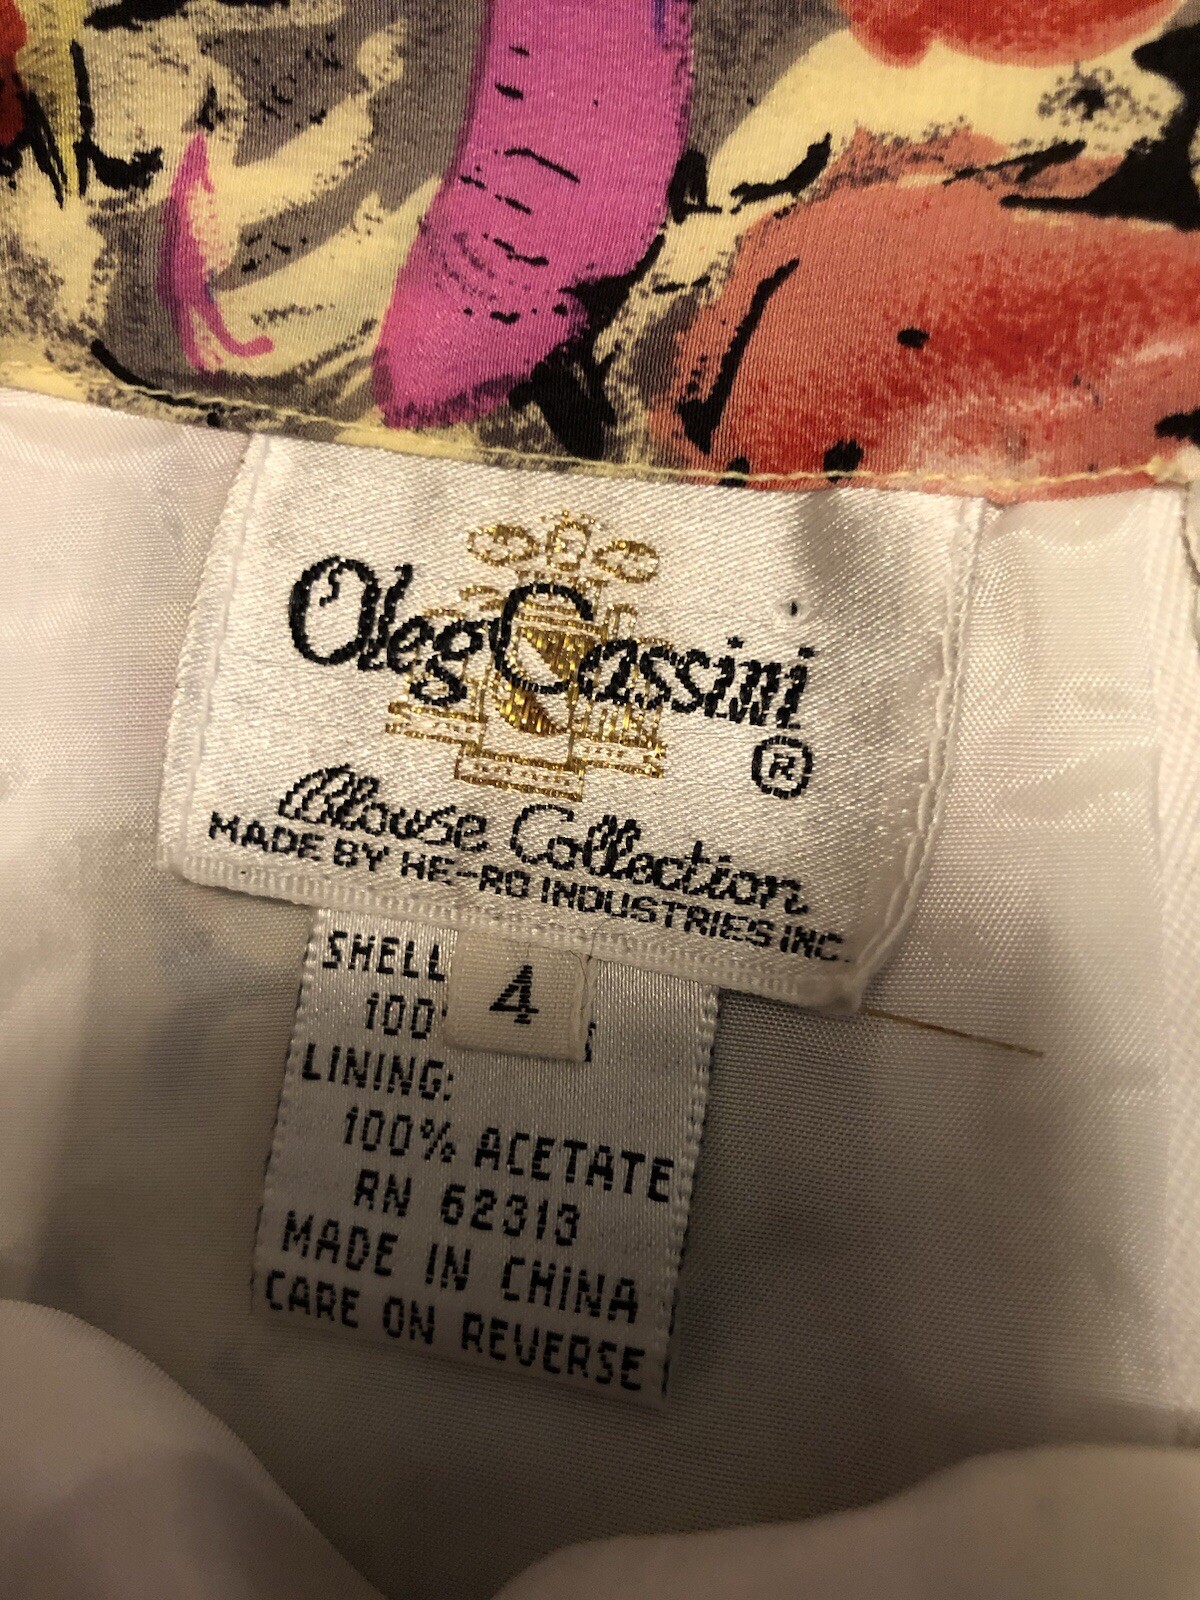 Oleg Cassini
®
Blouse Collection
MADE BY HE-RO INDUSTRIES INC.
4
SHELL
100
LINING:
100% ACETATE
RN 62313
MADE IN CHINA
CARE ON REVERSE